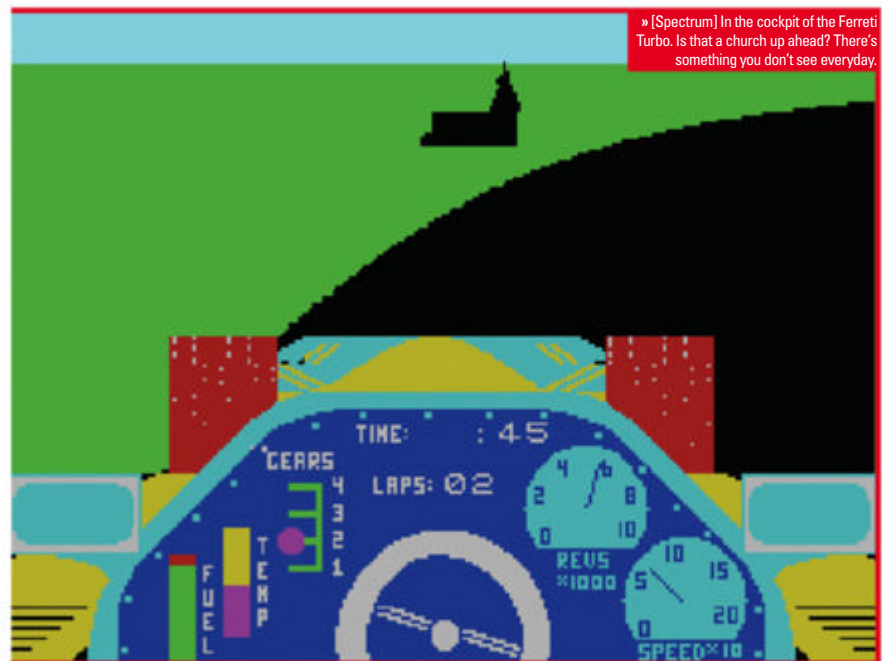 » [Spectrum] In the cockpit of the Ferreti
Turbo. Is that a church up ahead? There's
something you don't see everyday.
TIME: :45
GEARS
LAPS: 02
4
3
2
1
FUEL
TEMP
0 2 4 6 8 10
REVS
×1000
0 5 10 15 20
SPEED×10